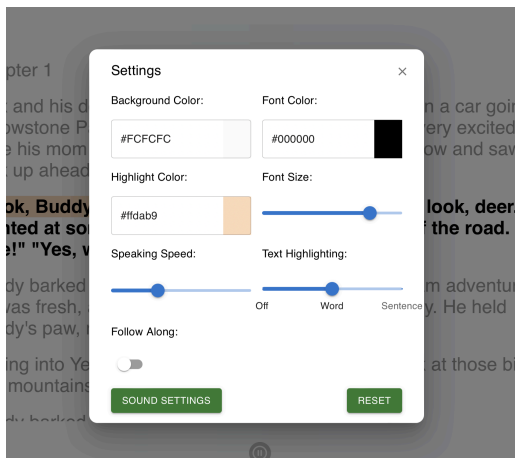 pter 1
Settings
and his d
n a car goin
owstone P
ery excited
e his mom
ow and saw
up ahead
Background Color:
Font Color:
#FCFCFC
#000000
Highlight Color:
Font Size:
#ffdab9
ok, Buddy
look, deer.
nted at so
the road.
e!" "Yes, w
Speaking Speed:
Text Highlighting:
Off
Word
Sentence
dy barked
m adventu
was fresh,
y. He held
dy's paw,
Follow Along:
ing into Ye
at those bi
mountains
SOUND SETTINGS
RESET
dy barked